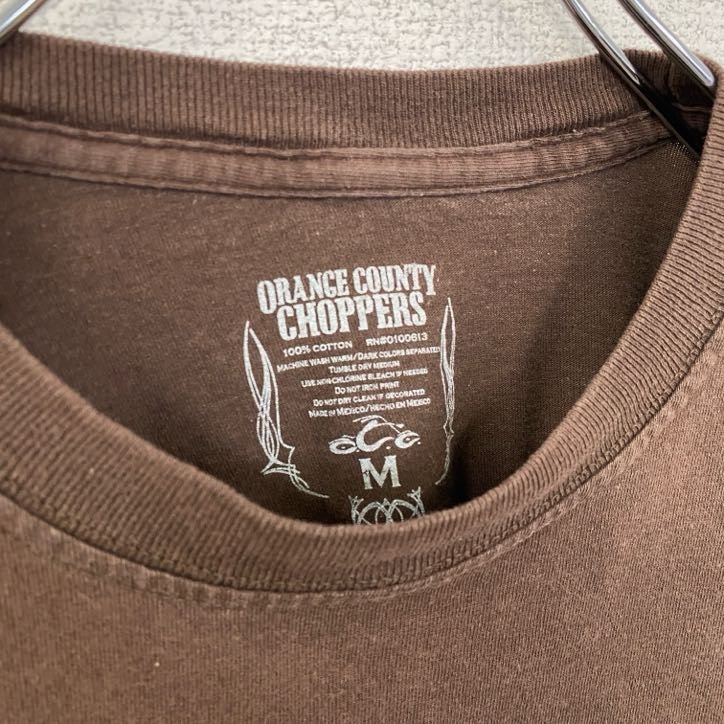 ORANGE COUNTY
CHOPPERS
100% COTTON RN#0100613
MACHINE WASH WARM/DARK COLORS SEPARATED
TUMBLE DRY MEDIUM
USE NON-CHLORINE BLEACH IF NEEDED
DO NOT IRON PRINT
DO NOT DRY CLEAN IF DECORATED
MADE IN MEXICO/HECHO EN MEXICO
OCC
M